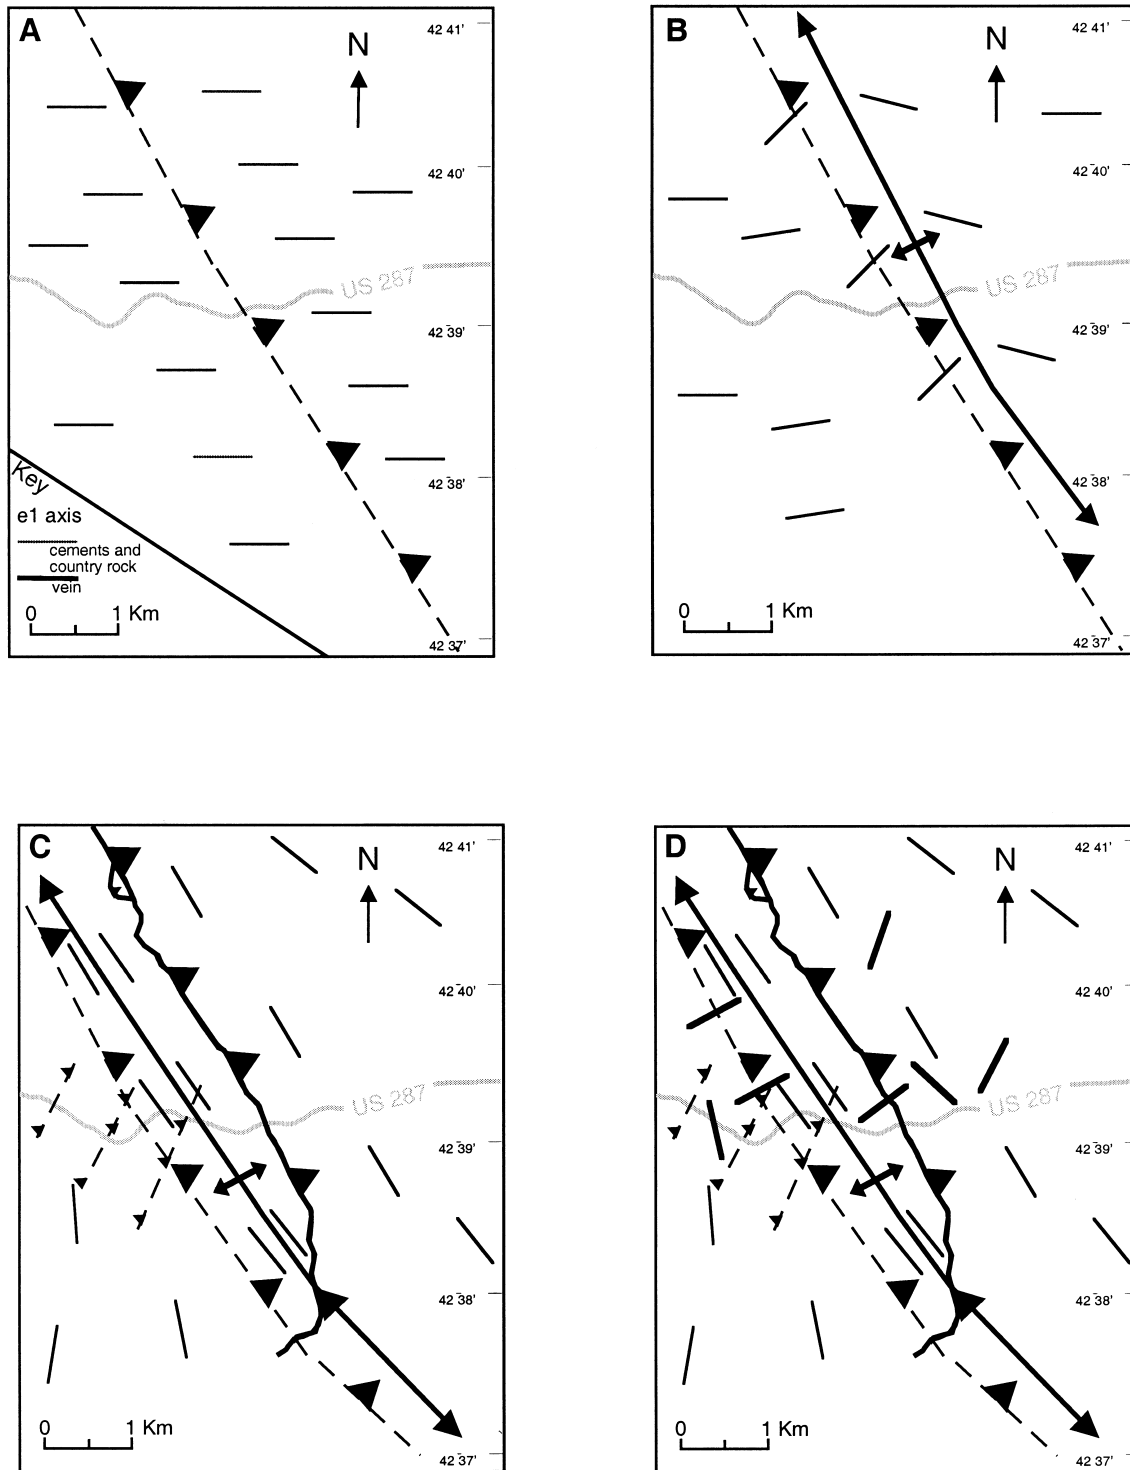 A
N
42 41'
42 40'
US 287
42 39'
42 38'
Key
e1 axis
cements and
country rock
vein
0 1 Km
42 37'
B
N
42 41'
42 40'
US 287
42 39'
42 38'
0 1 Km
42 37'
C
N
42 41'
42 40'
US 287
42 39'
42 38'
0 1 Km
42 37'
D
N
42 41'
42 40'
US 287
42 39'
42 38'
0 1 Km
42 37'